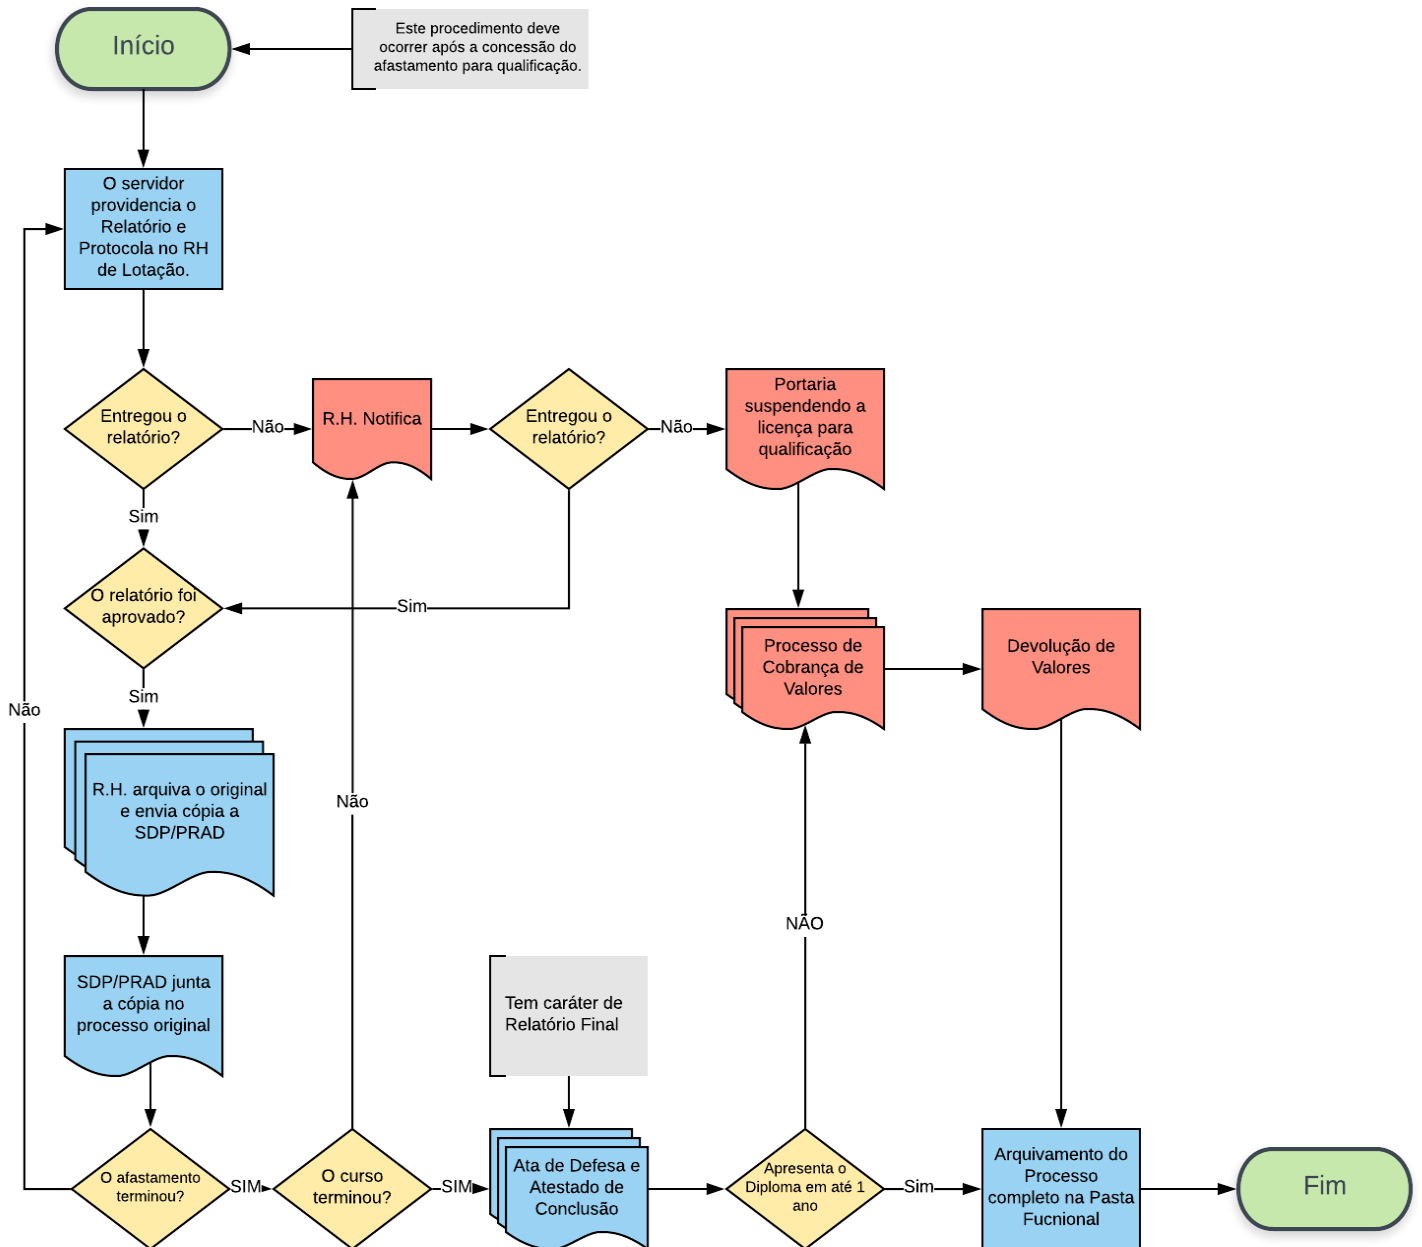 Início
Este procedimento deve
ocorrer após a concessão do
afastamento para qualificação.
O servidor
providencia o
Relatório e
Protocola no RH
de Lotação.
Entregou o
relatório?
Não
R.H. Notifica
Entregou o
relatório?
Não
Portaria
suspendendo a
licença para
qualificação
Sim
O relatório foi
aprovado?
Sim
Sim
Processo de
Cobrança de
Valores
Devolução de
Valores
Não
R.H. arquiva o original
e envia cópia a
SDP/PRAD
Não
NÃO
SDP/PRAD junta
a cópia no
processo original
Tem caráter de
Relatório Final
O afastamento
terminou?
SIM
O curso
terminou?
SIM
Ata de Defesa e
Atestado de
Conclusão
Apresenta o
Diploma em até 1
ano
Sim
Arquivamento do
Processo
completo na Pasta
Fucnional
Fim